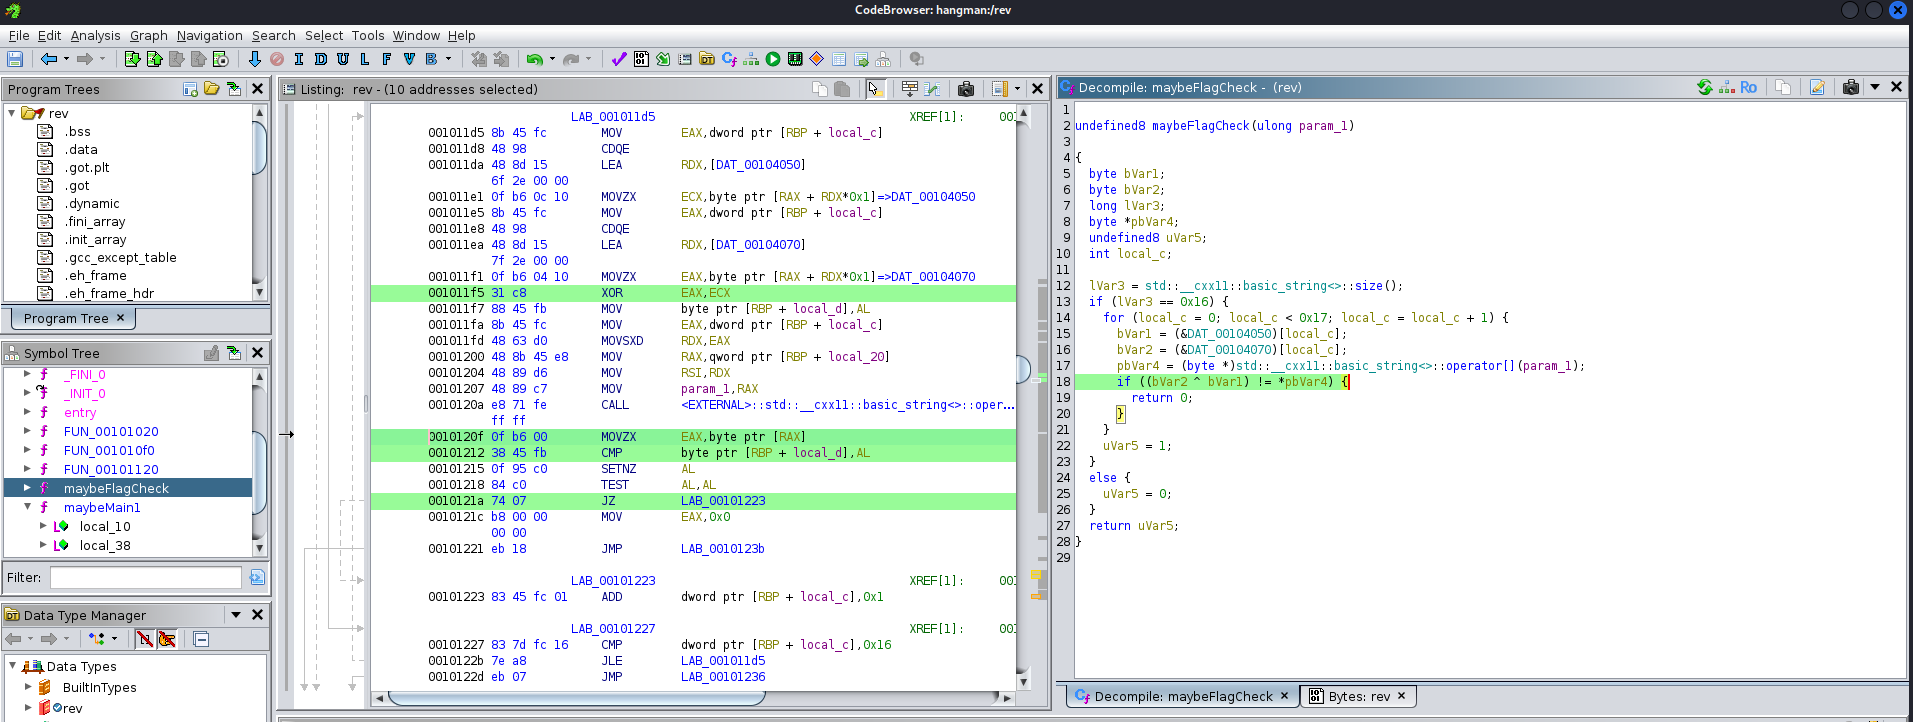 CodeBrowser: hangman:/rev
File Edit Analysis Graph Navigation Search Select Tools Window Help
I D U L F V B
Program Trees
rev
.bss
.data
.got.plt
.got
.dynamic
.fini_array
.init_array
.gcc_except_table
.eh_frame
.eh_frame_hdr
Program Tree
Symbol Tree
_FINI_0
_INIT_0
entry
FUN_00101020
FUN_001010f0
FUN_00101120
maybeFlagCheck
maybeMain1
local_10
local_38
Filter:
Data Type Manager
Data Types
BuiltInTypes
rev
Listing: rev - (10 addresses selected)
LAB_001011d5 XREF[1]: 001
001011d5 8b 45 fc MOV EAX,dword ptr [RBP + local_c]
001011d8 48 98 CDQE
001011da 48 8d 15 LEA RDX,[DAT_00104050]
6f 2e 00 00
001011e1 0f b6 0c 10 MOVZX ECX,byte ptr [RAX + RDX*0x1]=>DAT_00104050
001011e5 8b 45 fc MOV EAX,dword ptr [RBP + local_c]
001011e8 48 98 CDQE
001011ea 48 8d 15 LEA RDX,[DAT_00104070]
7f 2e 00 00
001011f1 0f b6 04 10 MOVZX EAX,byte ptr [RAX + RDX*0x1]=>DAT_00104070
001011f5 31 c8 XOR EAX,ECX
001011f7 88 45 fb MOV byte ptr [RBP + local_d],AL
001011fa 8b 45 fc MOV EAX,dword ptr [RBP + local_c]
001011fd 48 63 d0 MOVSXD RDX,EAX
00101200 48 8b 45 e8 MOV RAX,qword ptr [RBP + local_20]
00101204 48 89 d6 MOV RSI,RDX
00101207 48 89 c7 MOV param_1,RAX
0010120a e8 71 fe CALL <EXTERNAL>::std::__cxx11::basic_string<>::oper...
ff ff
0010120f 0f b6 00 MOVZX EAX,byte ptr [RAX]
00101212 38 45 fb CMP byte ptr [RBP + local_d],AL
00101215 0f 95 c0 SETNZ AL
00101218 84 c0 TEST AL,AL
0010121a 74 07 JZ LAB_00101223
0010121c b8 00 00 MOV EAX,0x0
00 00
00101221 eb 18 JMP LAB_0010123b
LAB_00101223 XREF[1]: 001
00101223 83 45 fc 01 ADD dword ptr [RBP + local_c],0x1
LAB_00101227 XREF[1]: 001
00101227 83 7d fc 16 CMP dword ptr [RBP + local_c],0x16
0010122b 7e a8 JLE LAB_001011d5
0010122d eb 07 JMP LAB_00101236
Decompile: maybeFlagCheck - (rev)
Ro
1
2 undefined8 maybeFlagCheck(ulong param_1)
3
4 {
5 byte bVar1;
6 byte bVar2;
7 long lVar3;
8 byte *pbVar4;
9 undefined8 uVar5;
10 int local_c;
11
12 lVar3 = std::__cxx11::basic_string<>::size();
13 if (lVar3 == 0x16) {
14 for (local_c = 0; local_c < 0x17; local_c = local_c + 1) {
15 bVar1 = (&DAT_00104050)[local_c];
16 bVar2 = (&DAT_00104070)[local_c];
17 pbVar4 = (byte *)std::__cxx11::basic_string<>::operator[](param_1);
18 if ((bVar2 ^ bVar1) != *pbVar4) {
19 return 0;
20 }
21 }
22 uVar5 = 1;
23 }
24 else {
25 uVar5 = 0;
26 }
27 return uVar5;
28 }
29
Decompile: maybeFlagCheck
Bytes: rev